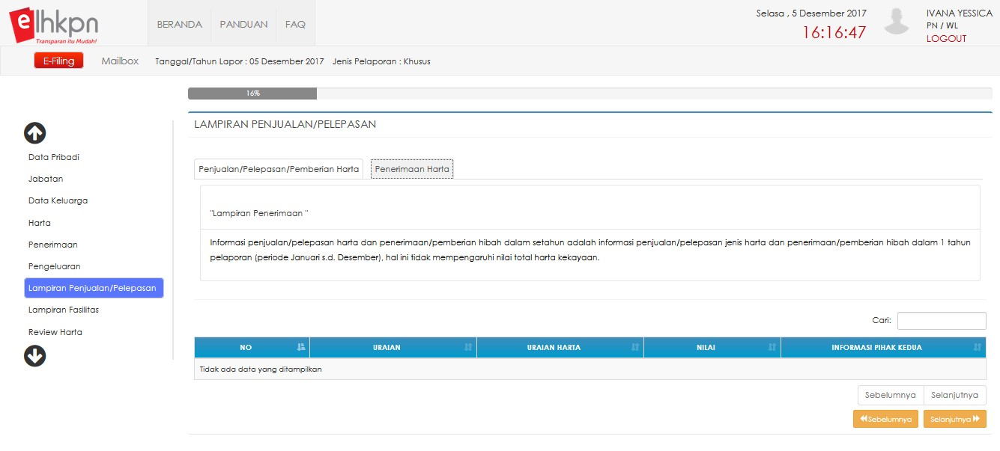 elhkpn
Transparan itu Mudah!
BERANDA PANDUAN FAQ
Selasa , 5 Desember 2017
16:16:47
IVANA YESSICA
PN / WL
LOGOUT
E-Filing Mailbox Tanggal/Tahun Lapor : 05 Desember 2017 Jenis Pelaporan : Khusus
16%
Data Pribadi
Jabatan
Data Keluarga
Harta
Penerimaan
Pengeluaran
Lampiran Penjualan/Pelepasan
Lampiran Fasilitas
Review Harta
LAMPIRAN PENJUALAN/PELEPASAN
Penjualan/Pelepasan/Pemberian Harta Penerimaan Harta
"Lampiran Penerimaan "
Informasi penjualan/pelepasan harta dan penerimaan/pemberian hibah dalam setahun adalah informasi penjualan/pelepasan jenis harta dan penerimaan/pemberian hibah dalam 1 tahun
pelaporan (periode Januari s.d. Desember), hal ini tidak mempengaruhi nilai total harta kekayaan.
Cari:
NO URAIAN URAIAN HARTA NILAI INFORMASI PIHAK KEDUA
Tidak ada data yang ditampilkan
Sebelumnya Selanjutnya
Sebelumnya Selanjutnya